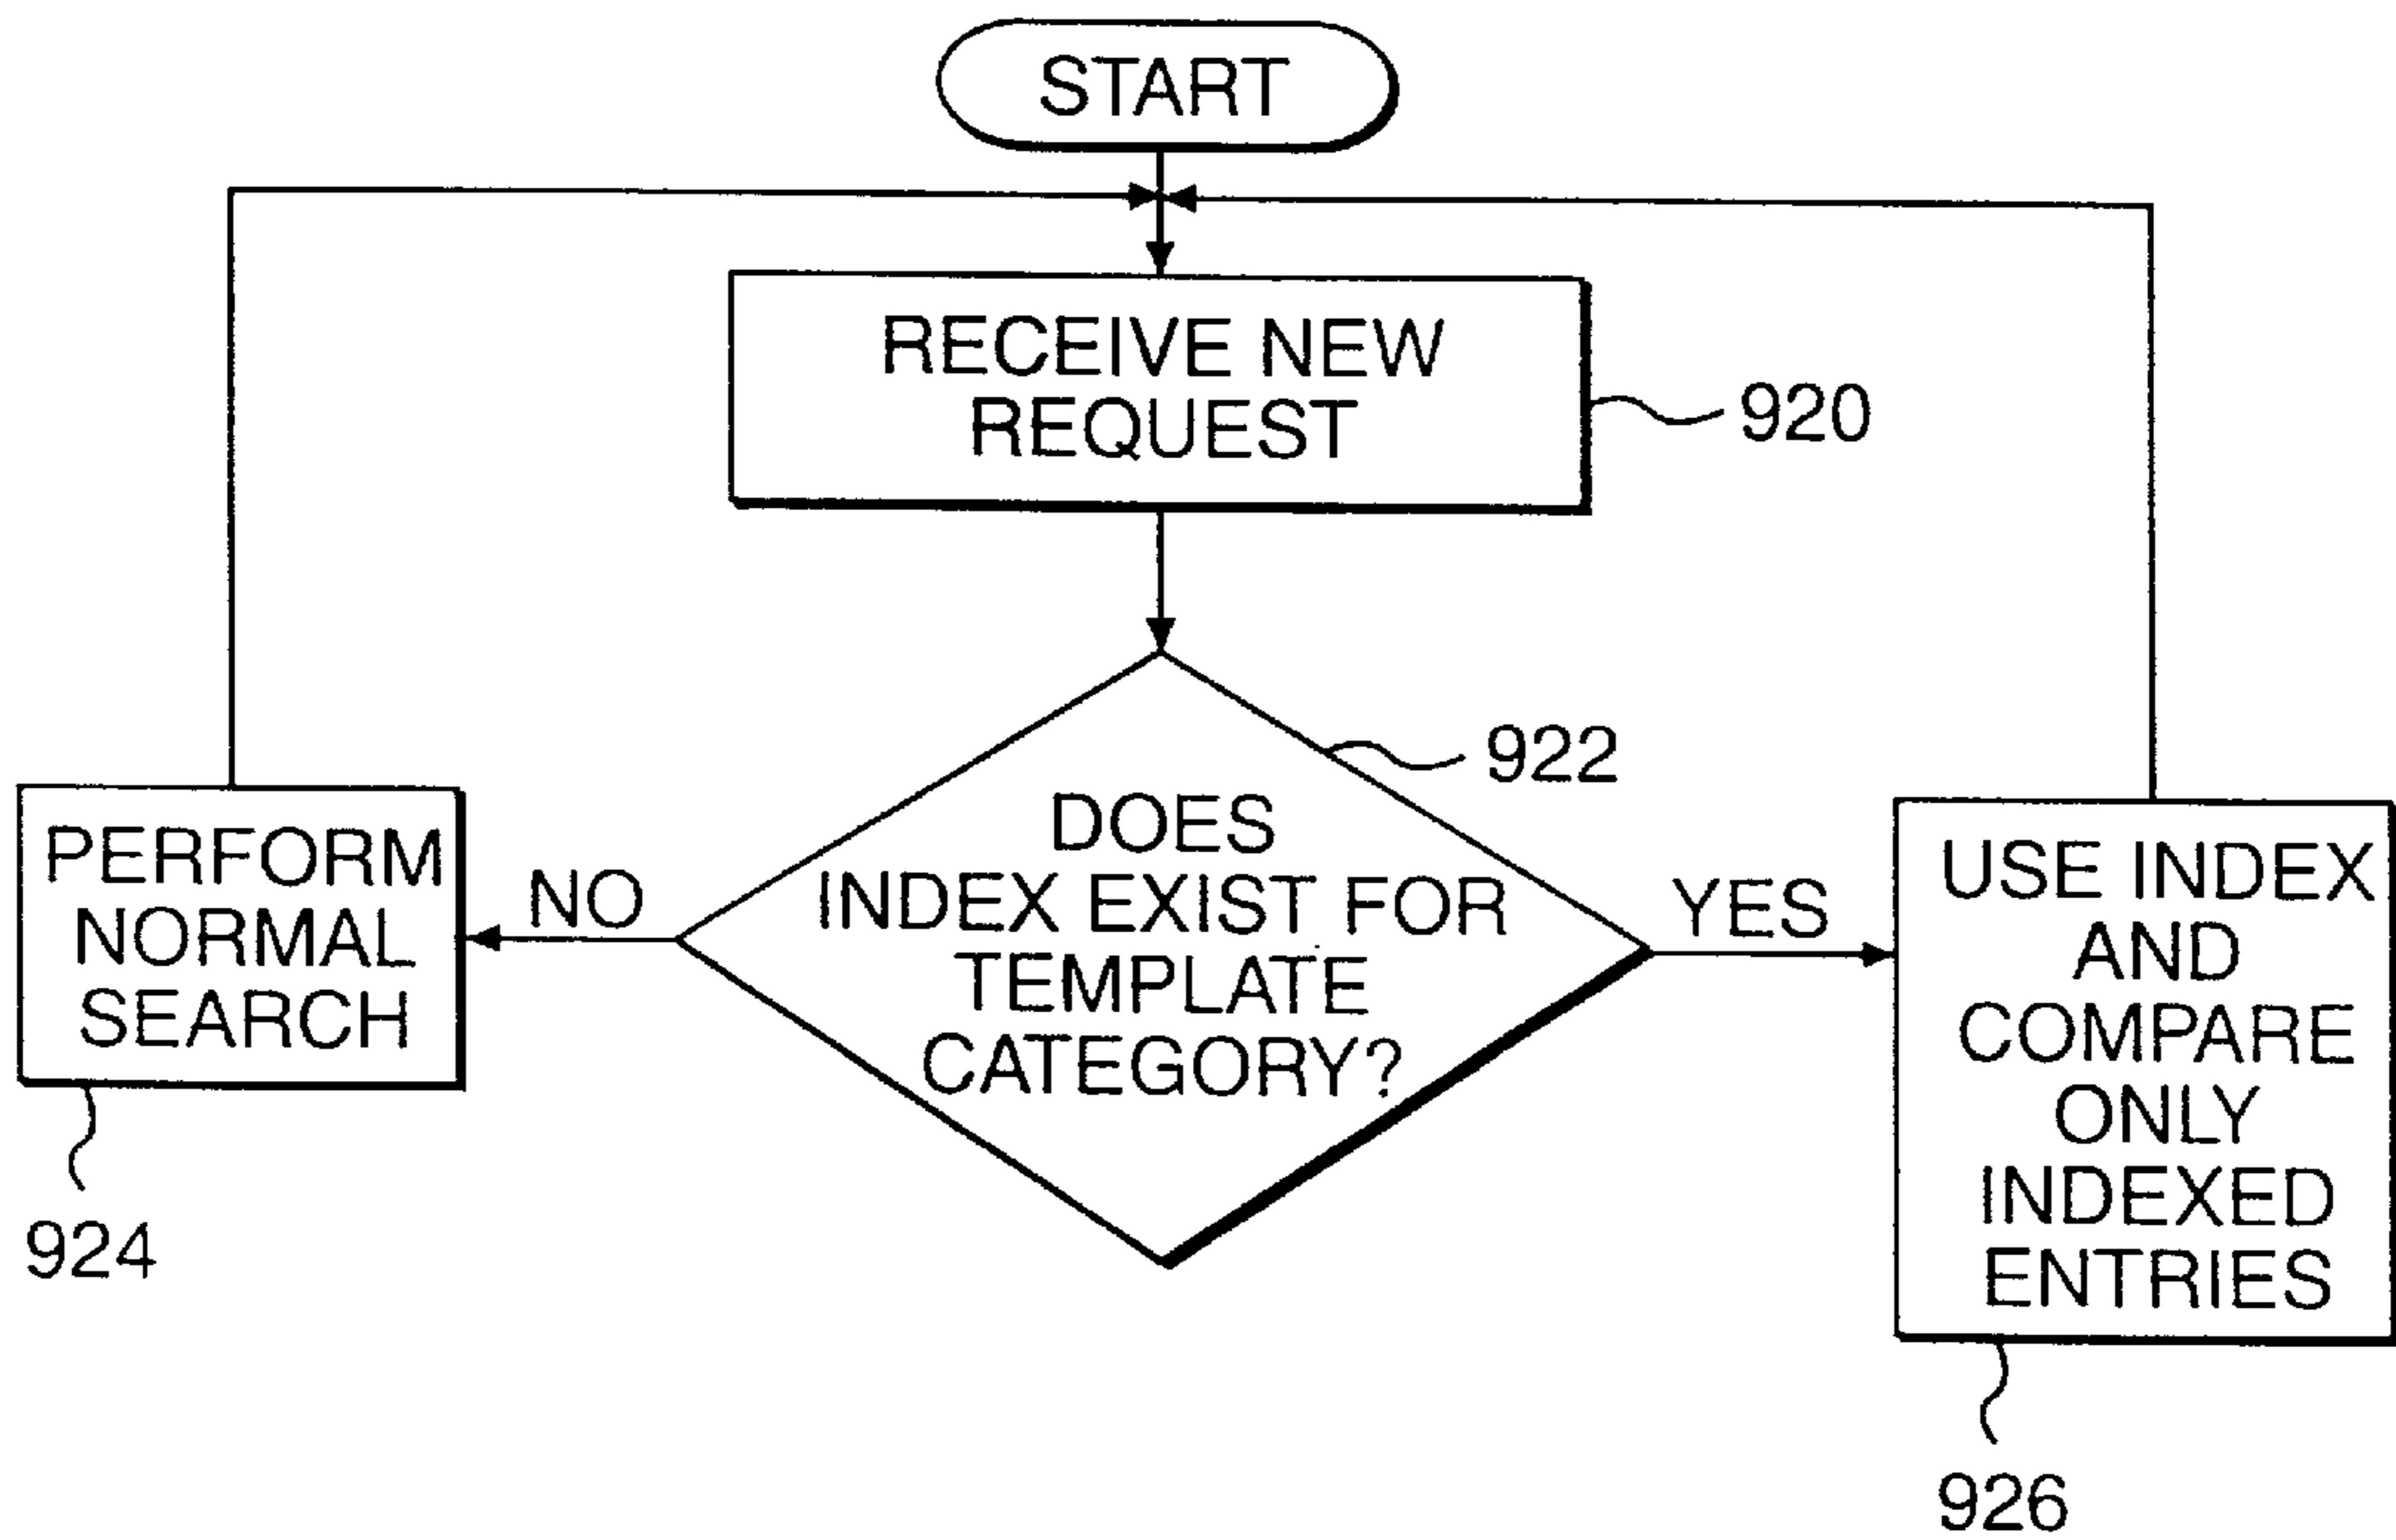 START
RECEIVE NEW
REQUEST
920
922
DOES
INDEX EXIST FOR
TEMPLATE
CATEGORY?
NO
YES
PERFORM
NORMAL
SEARCH
924
USE INDEX
AND
COMPARE
ONLY
INDEXED
ENTRIES
926